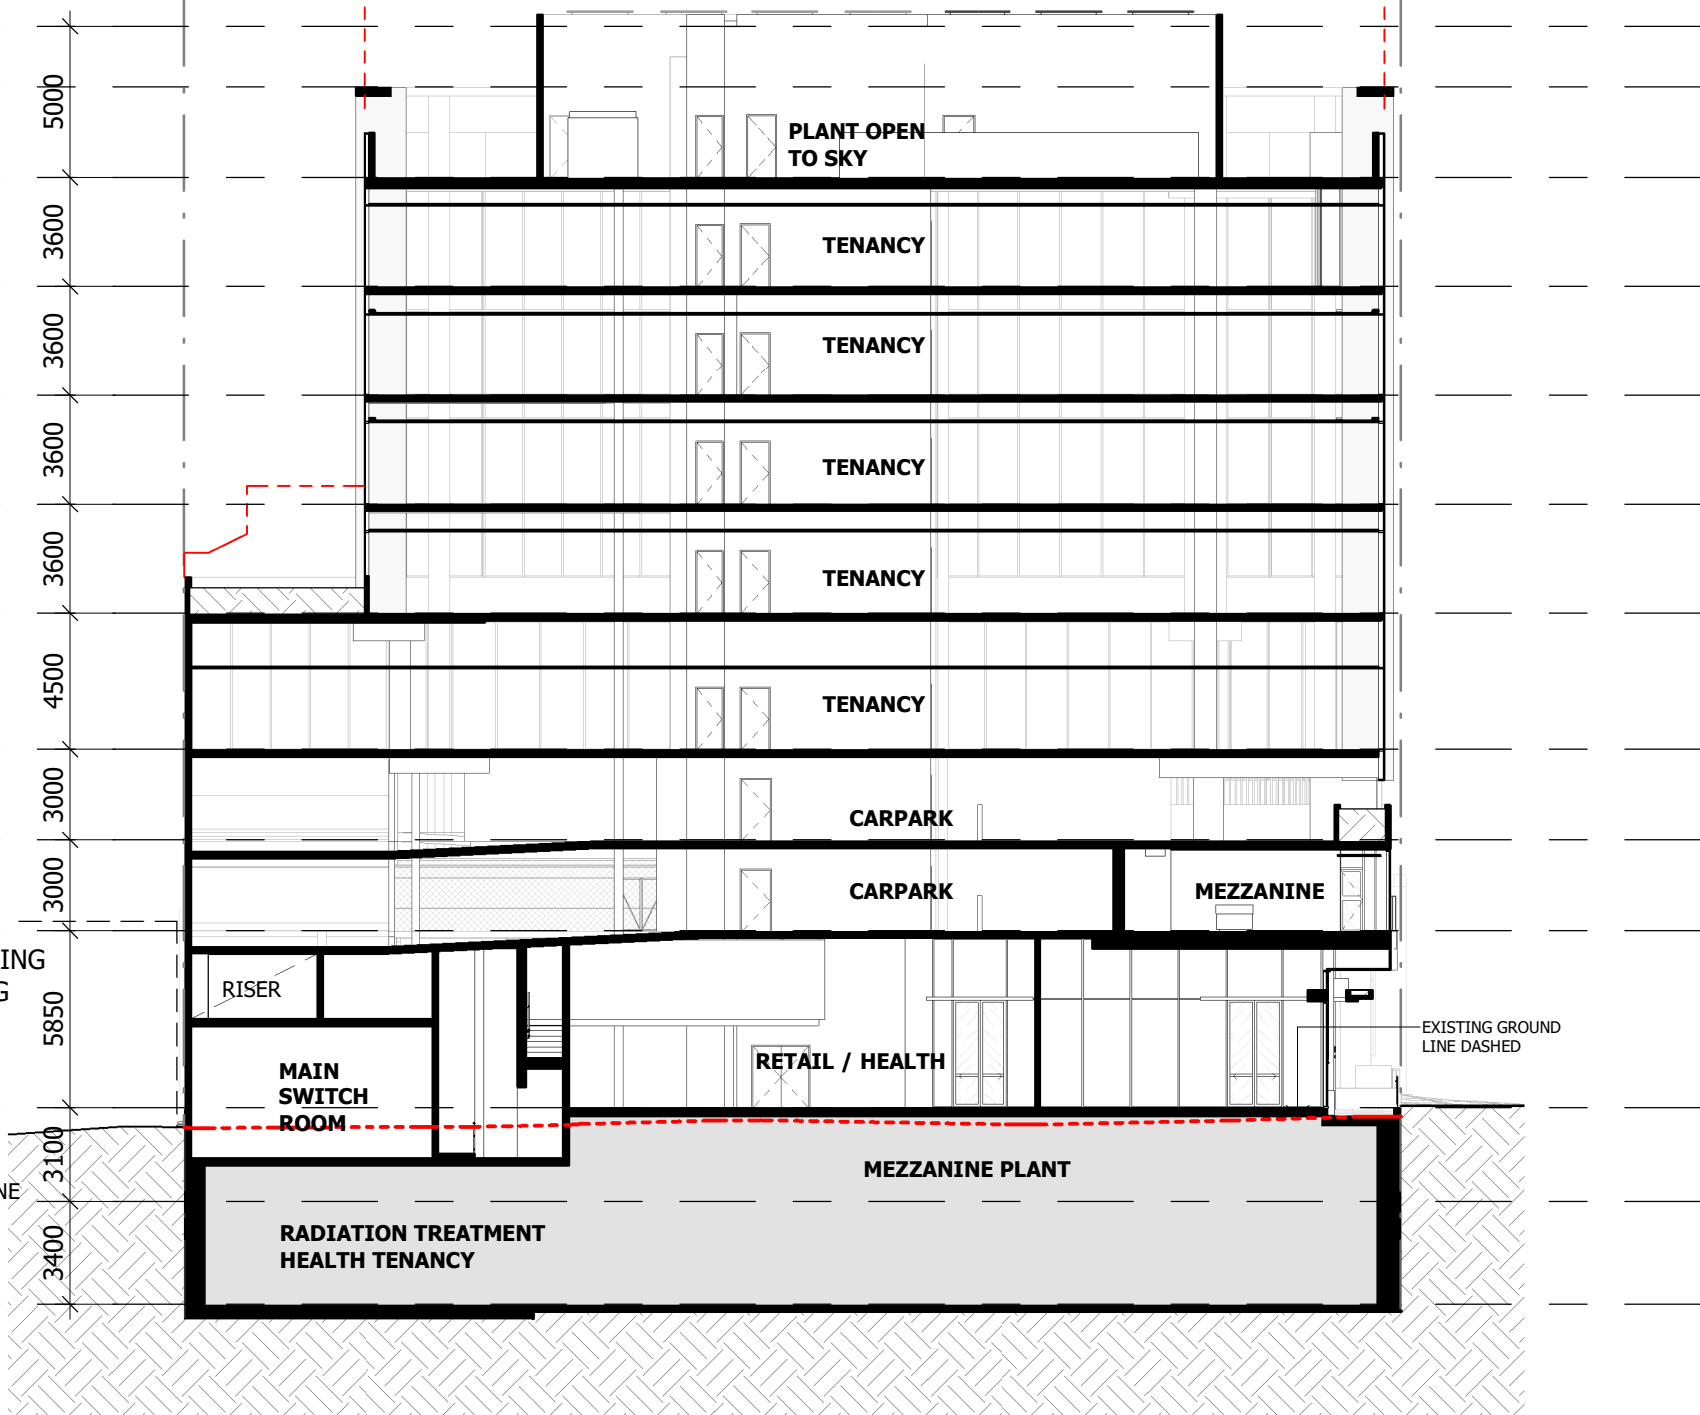 5000
PLANT OPEN
TO SKY
3600
TENANCY
3600
TENANCY
3600
TENANCY
3600
TENANCY
4500
TENANCY
3000
CARPARK
3000
CARPARK
MEZZANINE
ING
G
RISER
5850
EXISTING GROUND
LINE DASHED
RETAIL / HEALTH
MAIN
SWITCH
ROOM
3100
MEZZANINE PLANT
NE
RADIATION TREATMENT
HEALTH TENANCY
3400